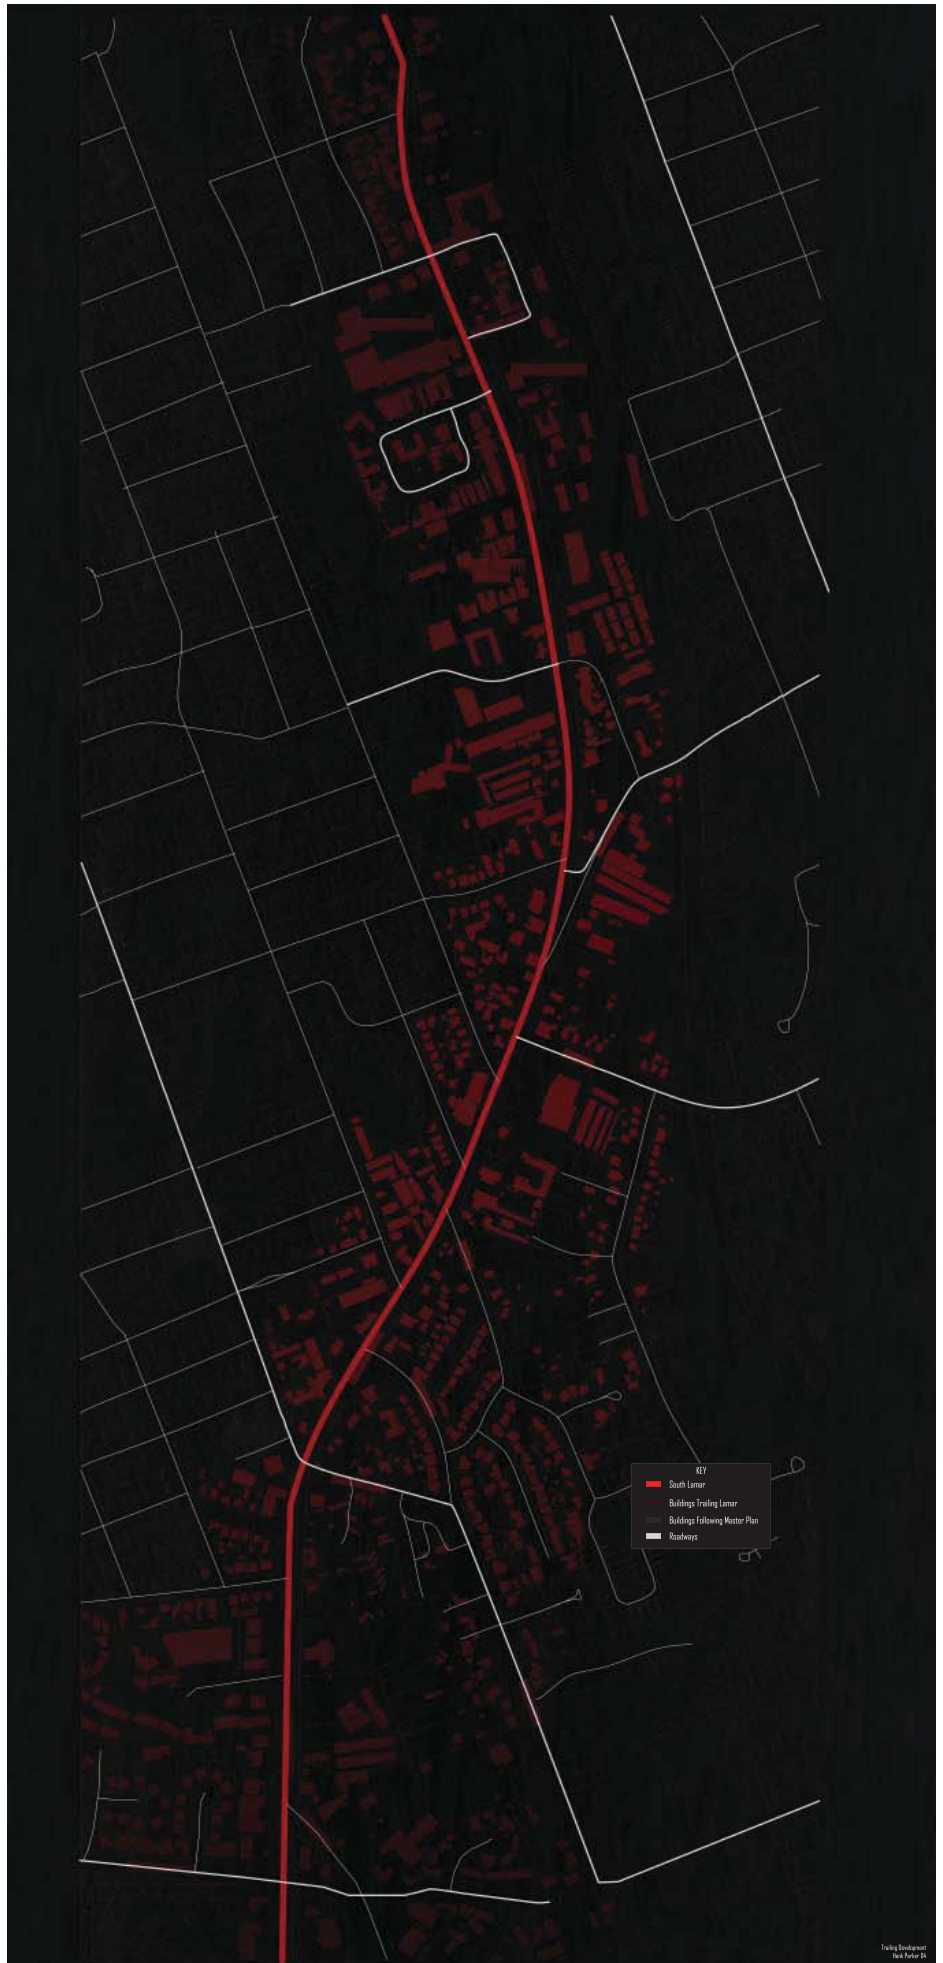 KEY
South Lamar
Buildings Trailing Lamar
Buildings Following Master Plan
Roadways
Trailing Development
Hank Parker 04